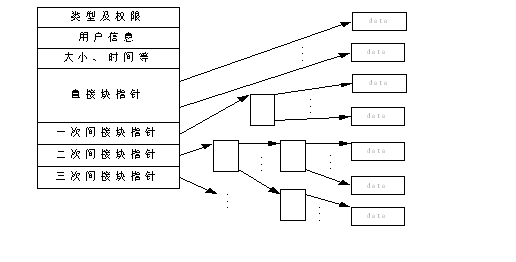 类型及权限
用户信息
大小、时间等
直接块指针
一次间接块指针
二次间接块指针
三次间接块指针
data
data
data
data
data
data
data